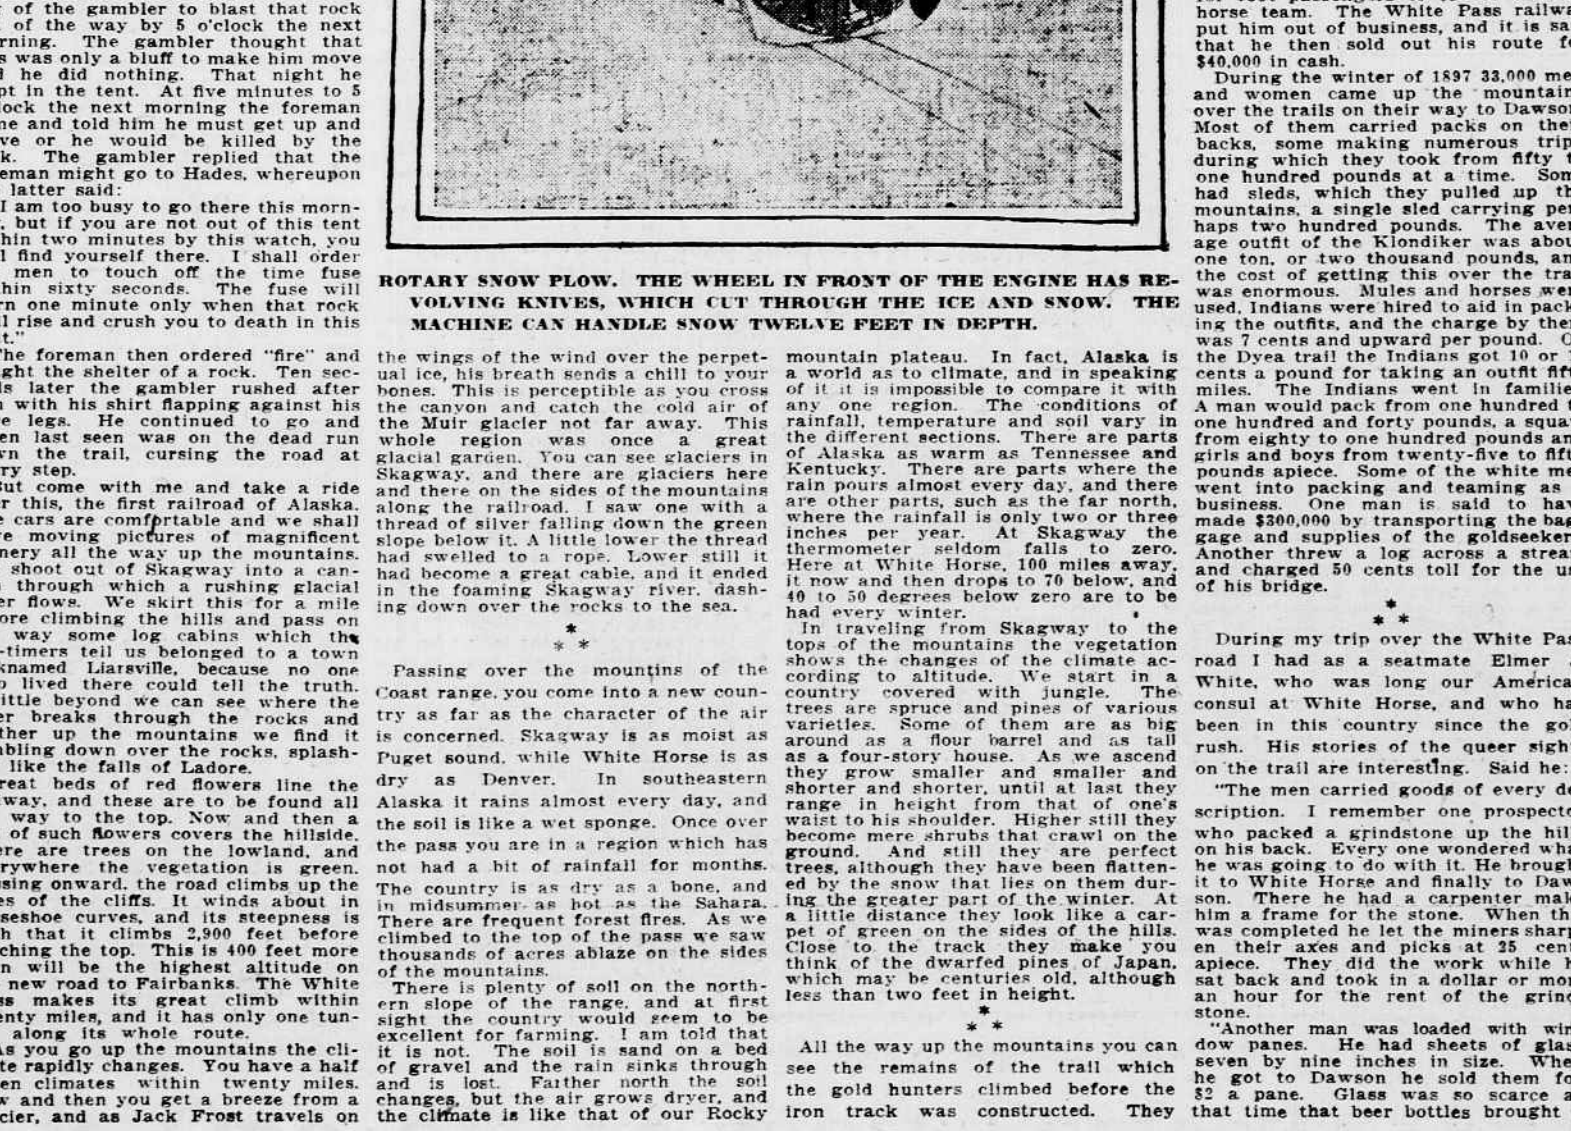 of the gambler to blast that rock
of the way by 5 o'clock the next
rning. The gambler thought that
s was only a bluff to make him move
d he did nothing. That night he
pt in the tent. At five minutes to 5
lock the next morning the foreman
me and told him he must get up and
ve or he would be killed by the
k. The gambler replied that the
eman might go to Hades, whereupon
latter said:
I am too busy to go there this morn-
, but if you are not out of this tent
hin two minutes by this watch, you
l find yourself there. I shall order
men to touch off the time fuse
hin sixty seconds. The fuse will
rn one minute only when that rock
l rise and crush you to death in this
t."
he foreman then ordered "fire" and
ght the shelter of a rock. Ten sec-
ds later the gambler rushed after
with his shirt flapping against his
e legs. He continued to go and
en last seen was on the dead run
wn the trail, cursing the road at
ry step.
But come with me and take a ride
r this, the first railroad of Alaska.
e cars are comfortable and we shall
e moving pictures of magnificent
nery all the way up the mountains.
shoot out of Skagway into a can-
through which a rushing glacial
er flows. We skirt this for a mile
ore climbing the hills and pass on
way some log cabins which the
-timers tell us belonged to a town
knamed Liarsville, because no one
o lived there could tell the truth.
ittle beyond we can see where the
er breaks through the rocks and
ther up the mountains we find it
mbling down over the rocks, splash-
like the falls of Ladore.
reat beds of red flowers line the
way, and these are to be found all
way to the top. Now and then a
of such flowers covers the hillside.
ere are trees on the lowland, and
rywhere the vegetation is green.
sing onward, the road climbs up the
es of the cliffs. It winds about in
seshoe curves, and its steepness is
h that it climbs 2,900 feet before
ching the top. This is 400 feet more
n will be the highest altitude on
new road to Fairbanks. The White
ss makes its great climb within
enty miles, and it has only one tun-
along its whole route.
As you go up the mountains the cli-
te rapidly changes. You have a half
en climates within twenty miles.
w and then you get a breeze from a
cier, and as Jack Frost travels on
ROTARY SNOW PLOW. THE WHEEL IN FRONT OF THE ENGINE HAS RE-
VOLVING KNIVES, WHICH CUT THROUGH THE ICE AND SNOW. THE
MACHINE CAN HANDLE SNOW TWELVE FEET IN DEPTH.
the wings of the wind over the perpet-
ual ice, his breath sends a chill to your
bones. This is perceptible as you cross
the canyon and catch the cold air of
the Muir glacier not far away. This
whole region was once a great
glacial garden. You can see glaciers in
Skagway, and there are glaciers here
and there on the sides of the mountains
along the railroad. I saw one with a
thread of silver falling down the green
slope below it. A little lower the thread
had swelled to a rope. Lower still it
had become a great cable, and it ended
in the foaming Skagway river, dash-
ing down over the rocks to the sea.
*
* *
Passing over the mountins of the
Coast range, you come into a new coun-
try as far as the character of the air
is concerned. Skagway is as moist as
Puget sound, while White Horse is as
dry as Denver. In southeastern
Alaska it rains almost every day, and
the soil is like a wet sponge. Once over
the pass you are in a region which has
not had a bit of rainfall for months.
The country is as dry as a bone, and
in midsummer as hot as the Sahara.
There are frequent forest fires. As we
climbed to the top of the pass we saw
thousands of acres ablaze on the sides
of the mountains.
There is plenty of soil on the north-
ern slope of the range, and at first
sight the country would seem to be
excellent for farming. I am told that
it is not. The soil is sand on a bed
of gravel and the rain sinks through
and is lost. Farther north the soil
changes, but the air grows dryer, and
the climate is like that of our Rocky
mountain plateau. In fact, Alaska is
a world as to climate, and in speaking
of it it is impossible to compare it with
any one region. The conditions of
rainfall, temperature and soil vary in
the different sections. There are parts
of Alaska as warm as Tennessee and
Kentucky. There are parts where the
rain pours almost every day, and there
are other parts, such as the far north,
where the rainfall is only two or three
inches per year. At Skagway the
thermometer seldom falls to zero.
Here at White Horse, 100 miles away,
it now and then drops to 70 below, and
40 to 50 degrees below zero are to be
had every winter.
In traveling from Skagway to the
tops of the mountains the vegetation
shows the changes of the climate ac-
cording to altitude. We start in a
country covered with jungle. The
trees are spruce and pines of various
varieties. Some of them are as big
around as a flour barrel and as tall
as a four-story house. As we ascend
they grow smaller and smaller and
shorter and shorter, until at last they
range in height from that of one's
waist to his shoulder. Higher still they
become mere shrubs that crawl on the
ground. And still they are perfect
trees, although they have been flatten-
ed by the snow that lies on them dur-
ing the greater part of the winter. At
a little distance they look like a car-
pet of green on the sides of the hills.
Close to the track they make you
think of the dwarfed pines of Japan,
which may be centuries old, although
less than two feet in height.
*
* *
All the way up the mountains you can
see the remains of the trail which
the gold hunters climbed before the
iron track was constructed. They
horse team. The White Pass railwa
put him out of business, and it is sa
that he then sold out his route fo
$40,000 in cash.
During the winter of 1897 33,000 me
and women came up the mountain
over the trails on their way to Dawson
Most of them carried packs on thei
backs, some making numerous trip
during which they took from fifty t
one hundred pounds at a time. Som
had sleds, which they pulled up th
mountains, a single sled carrying per
haps two hundred pounds. The aver
age outfit of the Klondiker was abou
one ton, or two thousand pounds, an
the cost of getting this over the tra
was enormous. Mules and horses wer
used, Indians were hired to aid in pack
ing the outfits, and the charge by the
was 7 cents and upward per pound. O
the Dyea trail the Indians got 10 or 1
cents a pound for taking an outfit fift
miles. The Indians went in familie
A man would pack from one hundred t
one hundred and forty pounds, a squa
from eighty to one hundred pounds an
girls and boys from twenty-five to fift
pounds apiece. Some of the white me
went into packing and teaming as
business. One man is said to hav
made $300,000 by transporting the bag
gage and supplies of the goldseeker
Another threw a log across a strea
and charged 50 cents toll for the us
of his bridge.
*
* *
During my trip over the White Pas
road I had as a seatmate Elmer
White, who was long our America
consul at White Horse, and who ha
been in this country since the gol
rush. His stories of the queer sigh
on the trail are interesting. Said he:
"The men carried goods of every de
scription. I remember one prospecto
who packed a grindstone up the hil
on his back. Every one wondered wha
he was going to do with it. He brough
it to White Horse and finally to Daw
son. There he had a carpenter mak
him a frame for the stone. When th
was completed he let the miners sharp
en their axes and picks at 25 cent
apiece. They did the work while h
sat back and took in a dollar or mor
an hour for the rent of the grind
stone.
"Another man was loaded with win
dow panes. He had sheets of glas
seven by nine inches in size. Whe
he got to Dawson he sold them fo
$2 a pane. Glass was so scarce a
that time that beer bottles brought